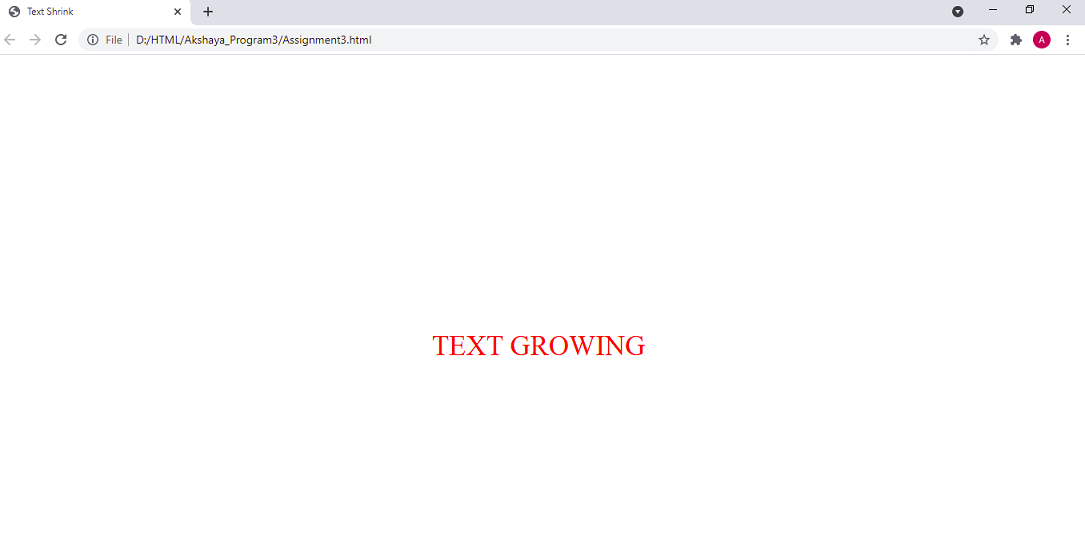 Text Shrink
File D:/HTML/Akshaya_Program3/Assignment3.html
A
TEXT GROWING